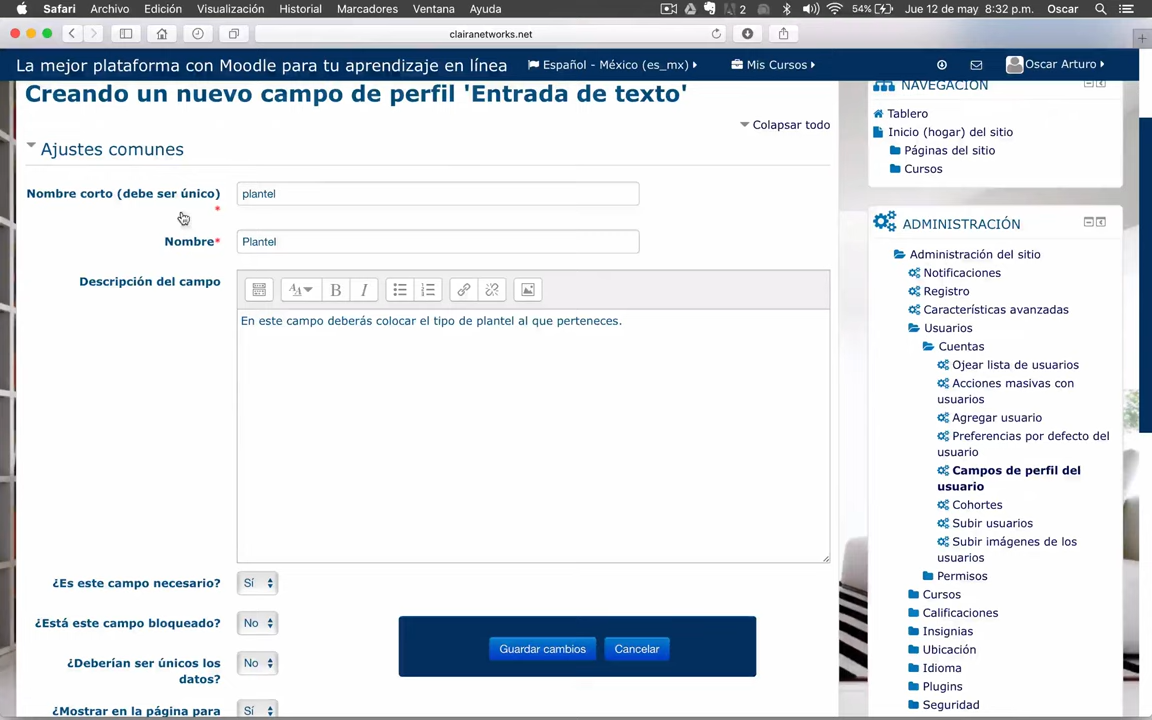 Safari Archivo Edición Visualización Historial Marcadores Ventana Ayuda 2 54% Jue 12 de may 8:32 p.m. Oscar
clairanetworks.net
La mejor plataforma con Moodle para tu aprendizaje en línea Español - México (es_mx) Mis Cursos Oscar Arturo
Creando un nuevo campo de perfil 'Entrada de texto'
Colapsar todo
Ajustes comunes
Nombre corto (debe ser único)* plantel
Nombre* Plantel
Descripción del campo
AA B I
En este campo deberás colocar el tipo de plantel al que perteneces.
¿Es este campo necesario? Sí
¿Está este campo bloqueado? No
¿Deberían ser únicos los
datos? No
¿Mostrar en la página para Sí
Guardar cambios Cancelar
NAVEGACIÓN
Tablero
Inicio (hogar) del sitio
Páginas del sitio
Cursos
ADMINISTRACIÓN
Administración del sitio
Notificaciones
Registro
Características avanzadas
Usuarios
Cuentas
Ojear lista de usuarios
Acciones masivas con
usuarios
Agregar usuario
Preferencias por defecto del
usuario
Campos de perfil del
usuario
Cohortes
Subir usuarios
Subir imágenes de los
usuarios
Permisos
Cursos
Calificaciones
Insignias
Ubicación
Idioma
Plugins
Seguridad